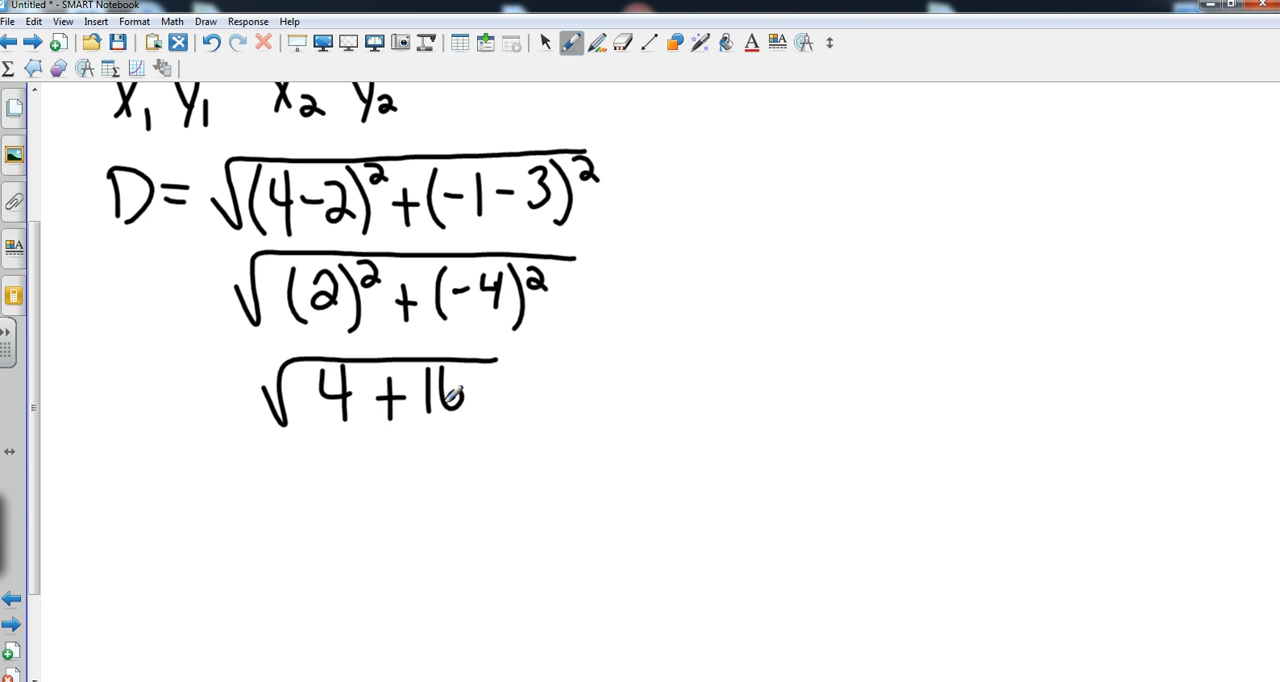 Untitled * - SMART Notebook
File Edit View Insert Format Math Draw Response Help
x₁ y₁ x₂ y₂
D = √(4-2)² + (-1-3)²
√(2)² + (-4)²
√4 + 16